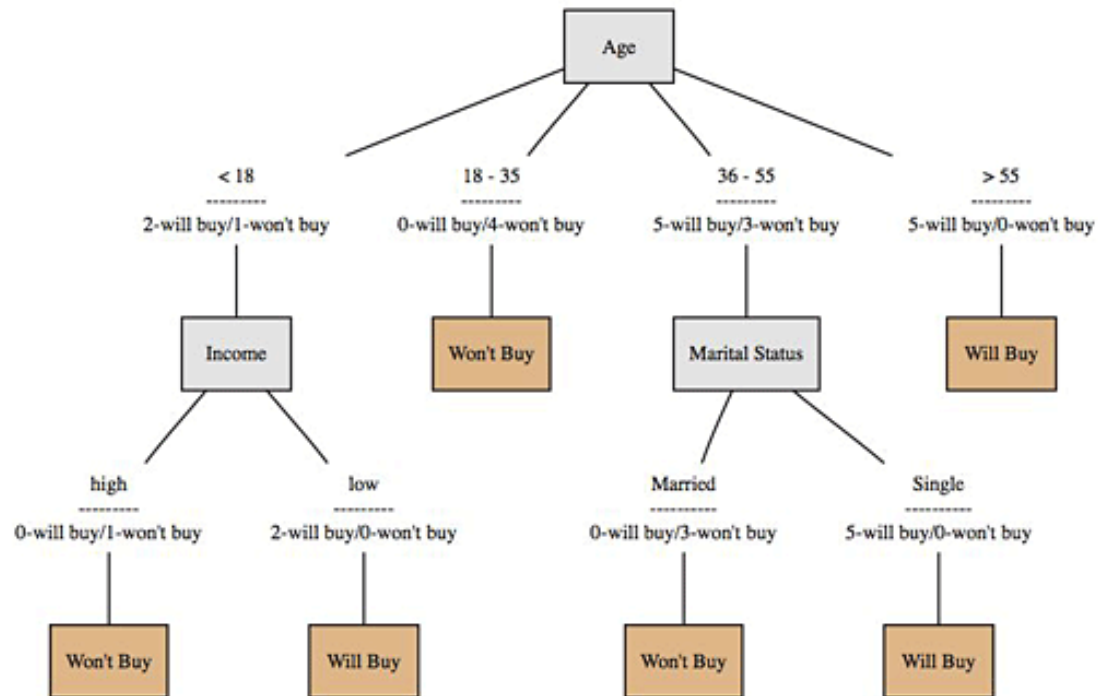 Age
< 18
---------
2-will buy/1-won't buy
18 - 35
---------
0-will buy/4-won't buy
36 - 55
---------
5-will buy/3-won't buy
> 55
---------
5-will buy/0-won't buy
Income
Won't Buy
Marital Status
Will Buy
high
---------
0-will buy/1-won't buy
low
---------
2-will buy/0-won't buy
Married
----------
0-will buy/3-won't buy
Single
----------
5-will buy/0-won't buy
Won't Buy
Will Buy
Won't Buy
Will Buy